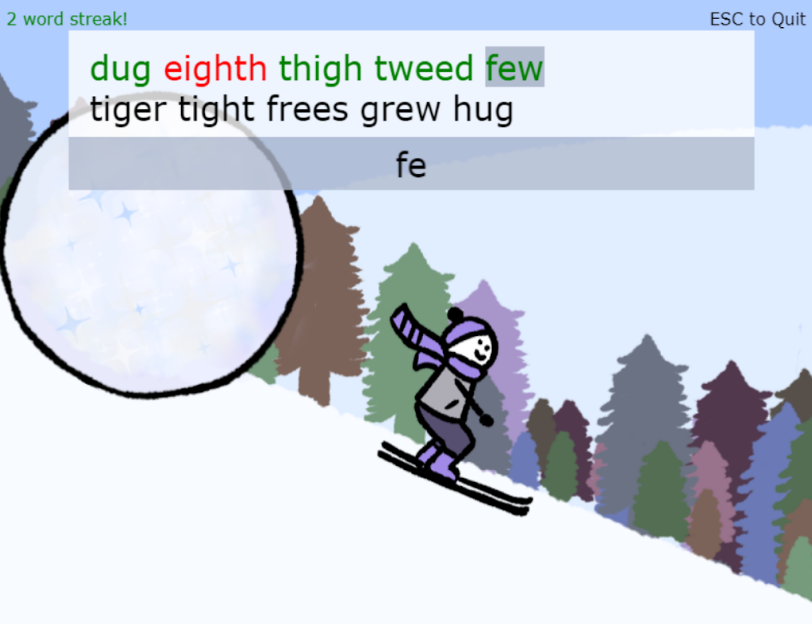 2 word streak!
ESC to Quit
dug eighth thigh tweed few
tiger tight frees grew hug
fe